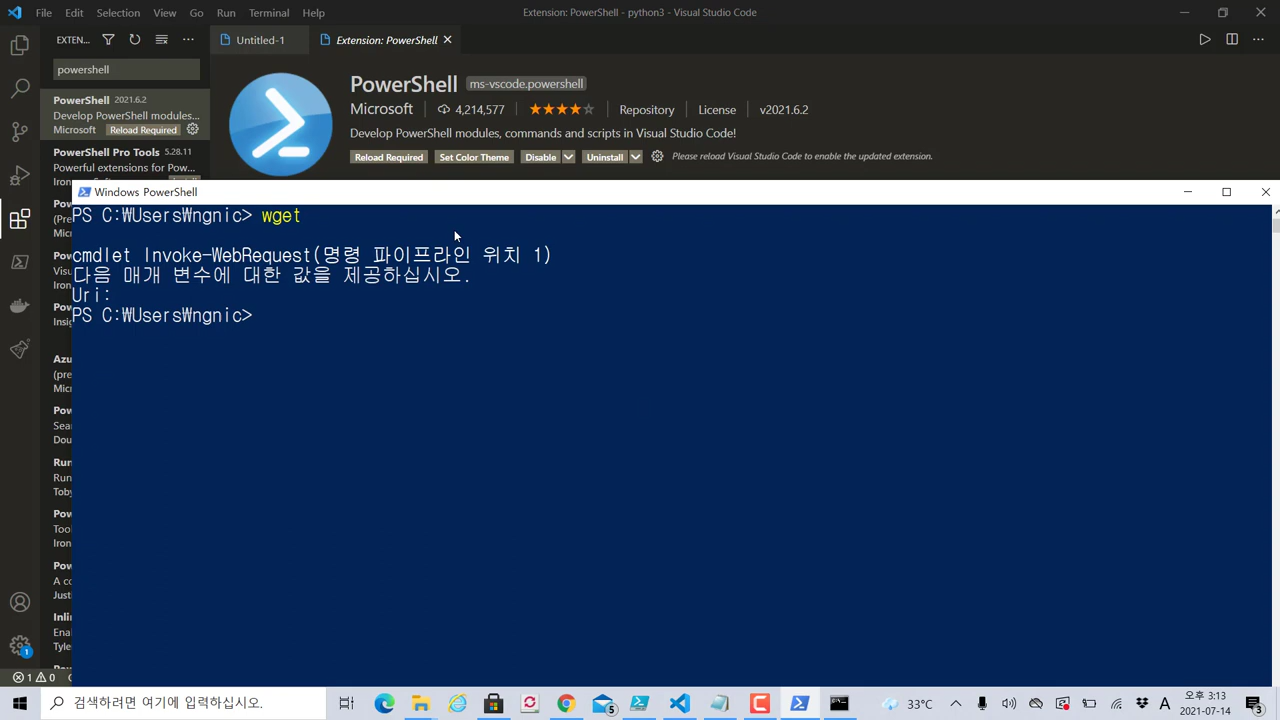 File Edit Selection View Go Run Terminal Help
Extension: PowerShell - python3 - Visual Studio Code
EXTEN...
Untitled-1
Extension: PowerShell
powershell
PowerShell 2021.6.2
Develop PowerShell modules...
Microsoft Reload Required
PowerShell Pro Tools 5.28.11
Powerful extensions for Pow...
PowerShell ms-vscode.powershell
Microsoft 4,214,577 Repository License v2021.6.2
Develop PowerShell modules, commands and scripts in Visual Studio Code!
Reload Required Set Color Theme Disable Uninstall Please reload Visual Studio Code to enable the updated extension.
Windows PowerShell
PS C:₩Users₩ngnic> wget
cmdlet Invoke-WebRequest(명령 파이프라인 위치 1)
다음 매개 변수에 대한 값을 제공하십시오.
Uri:
PS C:₩Users₩ngnic>
1 0
1
검색하려면 여기에 입력하십시오.
5
33℃
A
오후 3:13
2021-07-14
3